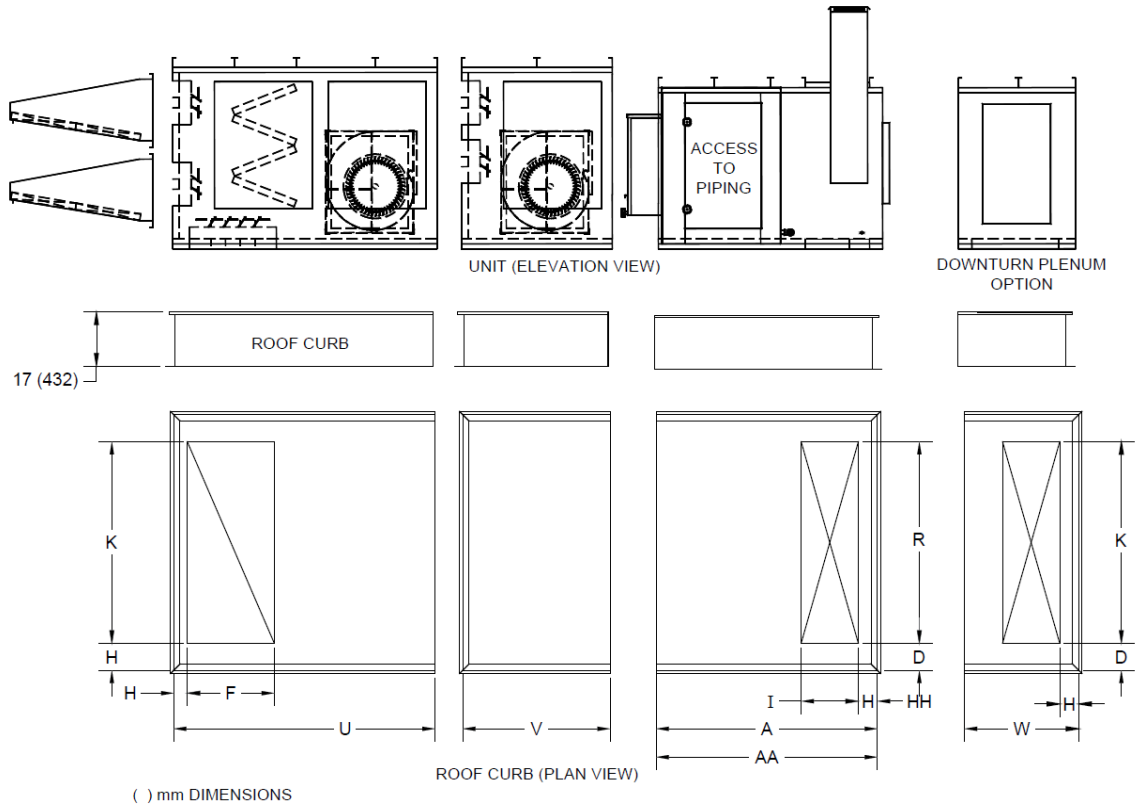 ACCESS
TO
PIPING
UNIT (ELEVATION VIEW)
DOWNTURN PLENUM
OPTION
ROOF CURB
17 (432)
K
R
K
H
D
D
H
F
I
H
HH
H
U
V
A
W
AA
ROOF CURB (PLAN VIEW)
( ) mm DIMENSIONS